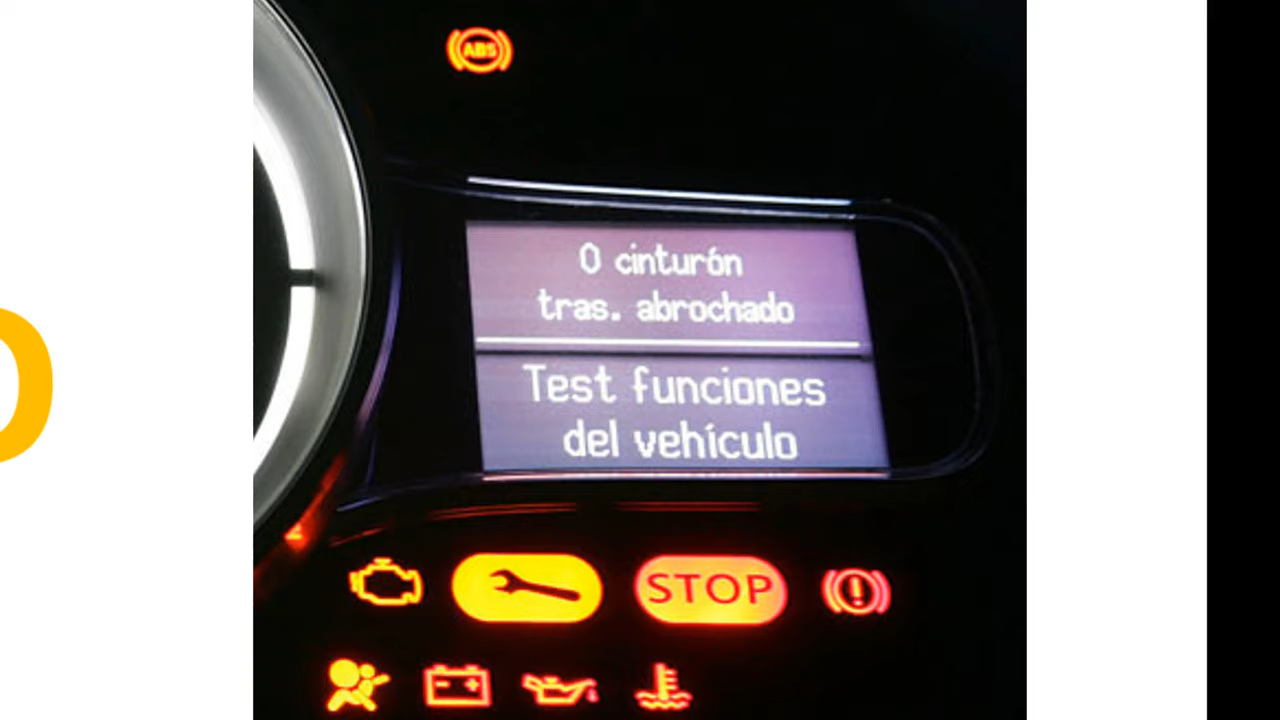 ABS
0 cinturón
tras. abrochado
Test funciones
del vehículo
STOP